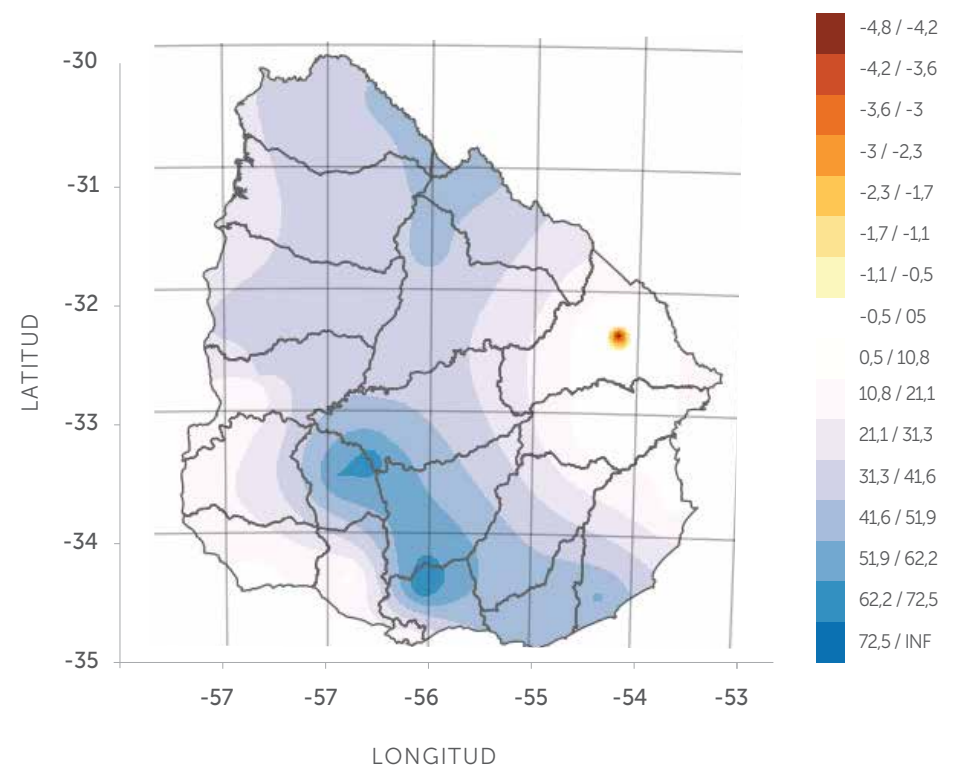 -30
-31
-32
-33
-34
-35
LATITUD
-57
-57
-56
-55
-54
-53
LONGITUD
-4,8 / -4,2
-4,2 / -3,6
-3,6 / -3
-3 / -2,3
-2,3 / -1,7
-1,7 / -1,1
-1,1 / -0,5
-0,5 / 05
0,5 / 10,8
10,8 / 21,1
21,1 / 31,3
31,3 / 41,6
41,6 / 51,9
51,9 / 62,2
62,2 / 72,5
72,5 / INF